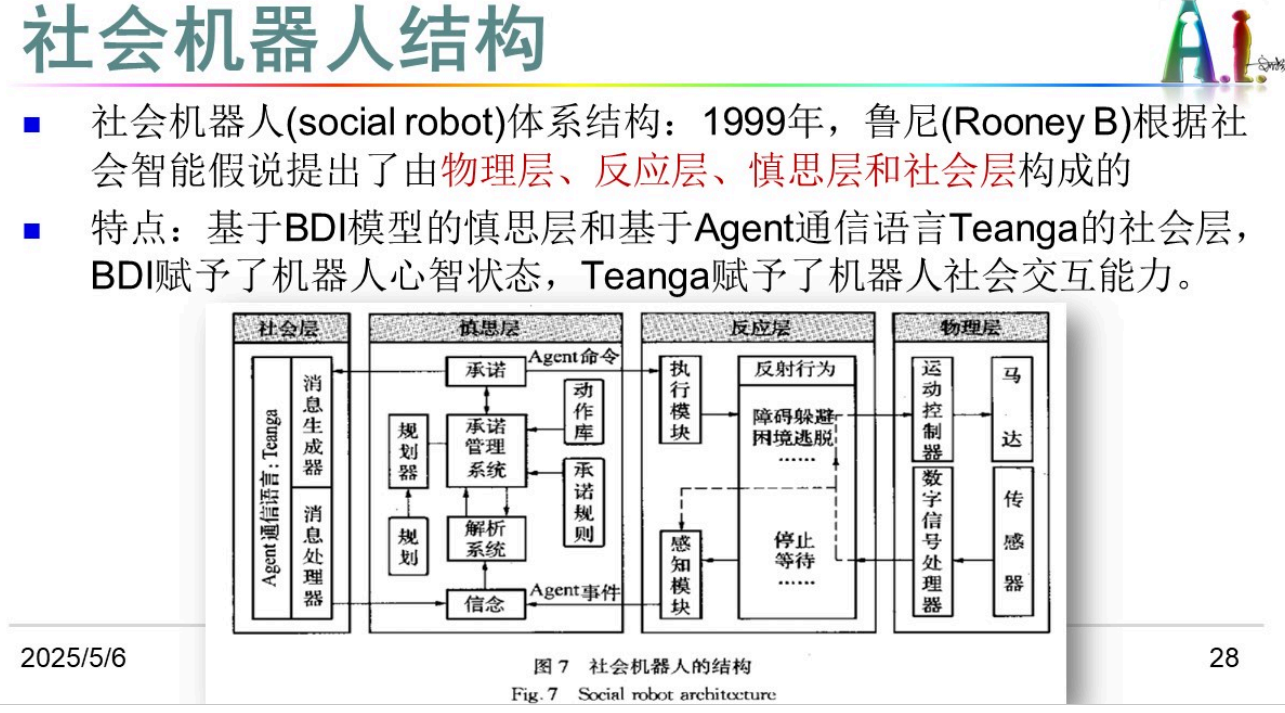 社会机器人结构
A.I.
社会机器人(social robot)体系结构：1999年，鲁尼(Rooney B)根据社
会智能假说提出了由物理层、反应层、慎思层和社会层构成的
特点：基于BDI模型的慎思层和基于Agent通信语言Teanga的社会层，
BDI赋予了机器人心智状态，Teanga赋予了机器人社会交互能力。
社会层
Agent通信语言:Teanga
消息生成器
消息处理器
慎思层
承诺
Agent命令
动作库
规划器
承诺
管理
系统
承诺规则
规划
解析
系统
信念
Agent事件
反应层
执行模块
反射行为
障碍躲避
困境逃脱
……
感知模块
停止
等待
……
物理层
运动控制器
马达
数字信号处理器
传感器
图 7 社会机器人的结构
Fig. 7 Social robot architecture
2025/5/6
28